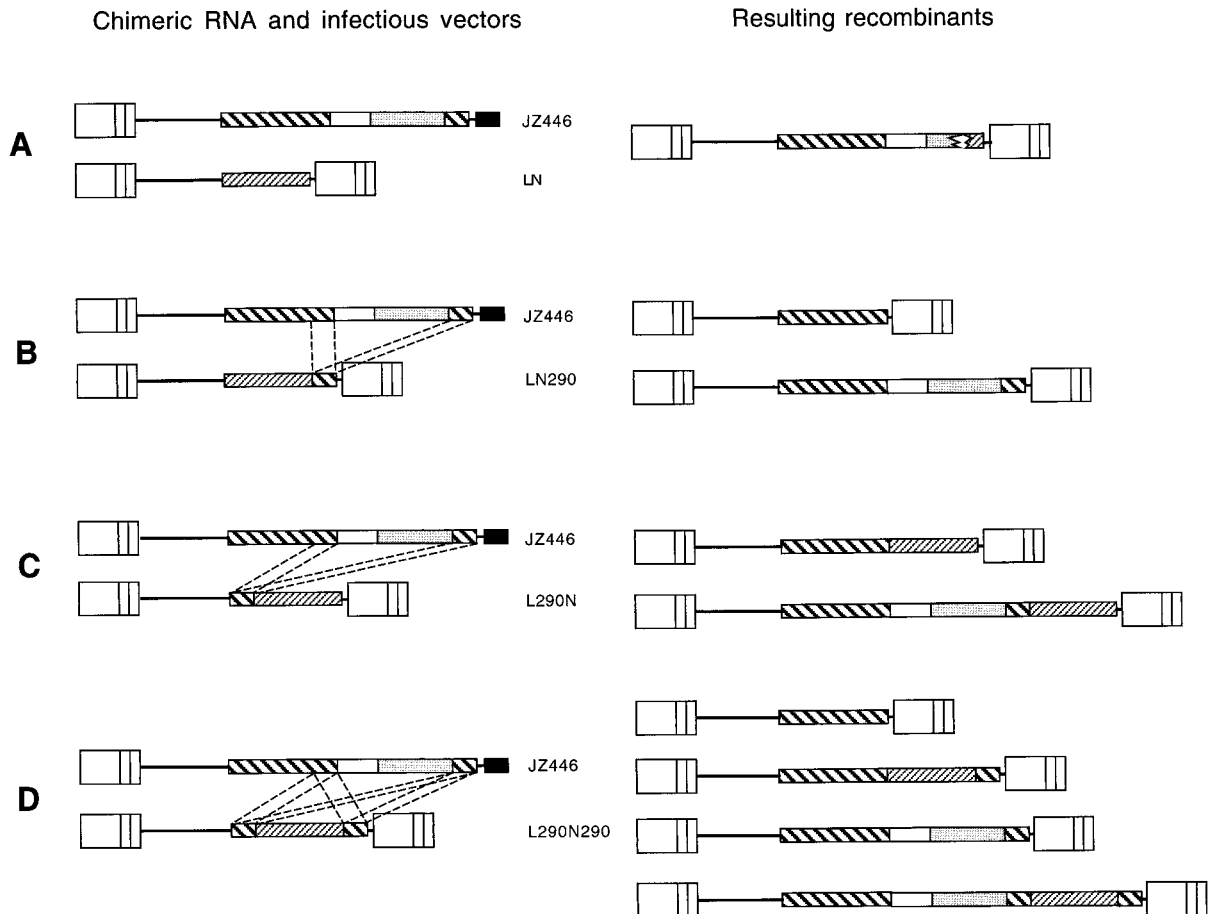 Chimeric RNA and infectious vectors
Resulting recombinants
A
JZ446
LN
B
JZ446
LN290
C
JZ446
L290N
D
JZ446
L290N290